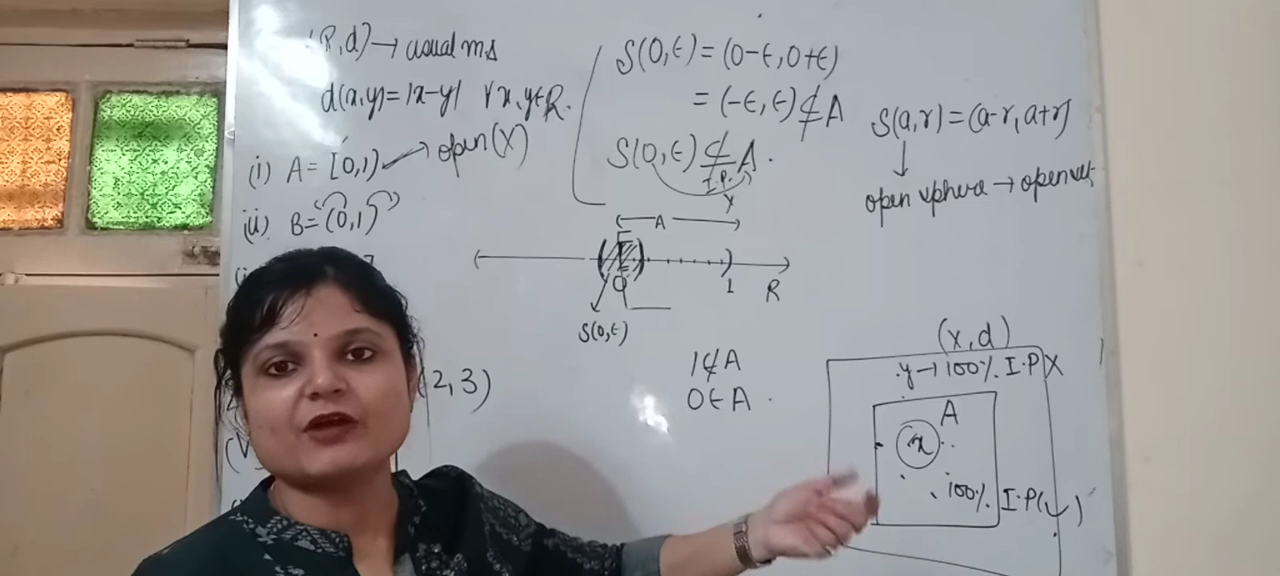 (R,d) → usual ms
d(x,y) = |x-y| ∀ x,y ∈ R.
(i) A = [0,1) → open(X)
(ii) B = (0,1)
2,3)
S(0,ϵ) = (0-ϵ, 0+ϵ)
= (-ϵ, ϵ) ⊄ A
S(0,ϵ) ⊄ A.
I.P.
A
0
1
R
S(0,ϵ)
1 ∉ A
0 ∈ A.
S(a,r) = (a-r, a+r)
↓
open sphere → open set
(x,d)
.y → 100% I.P X
A
x
100% I.P(✓)